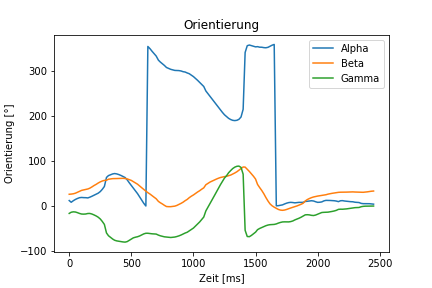 Orientierung
Alpha
Beta
Gamma
Orientierung [°]
300
200
100
0
−100
0
500
1000
1500
2000
2500
Zeit [ms]